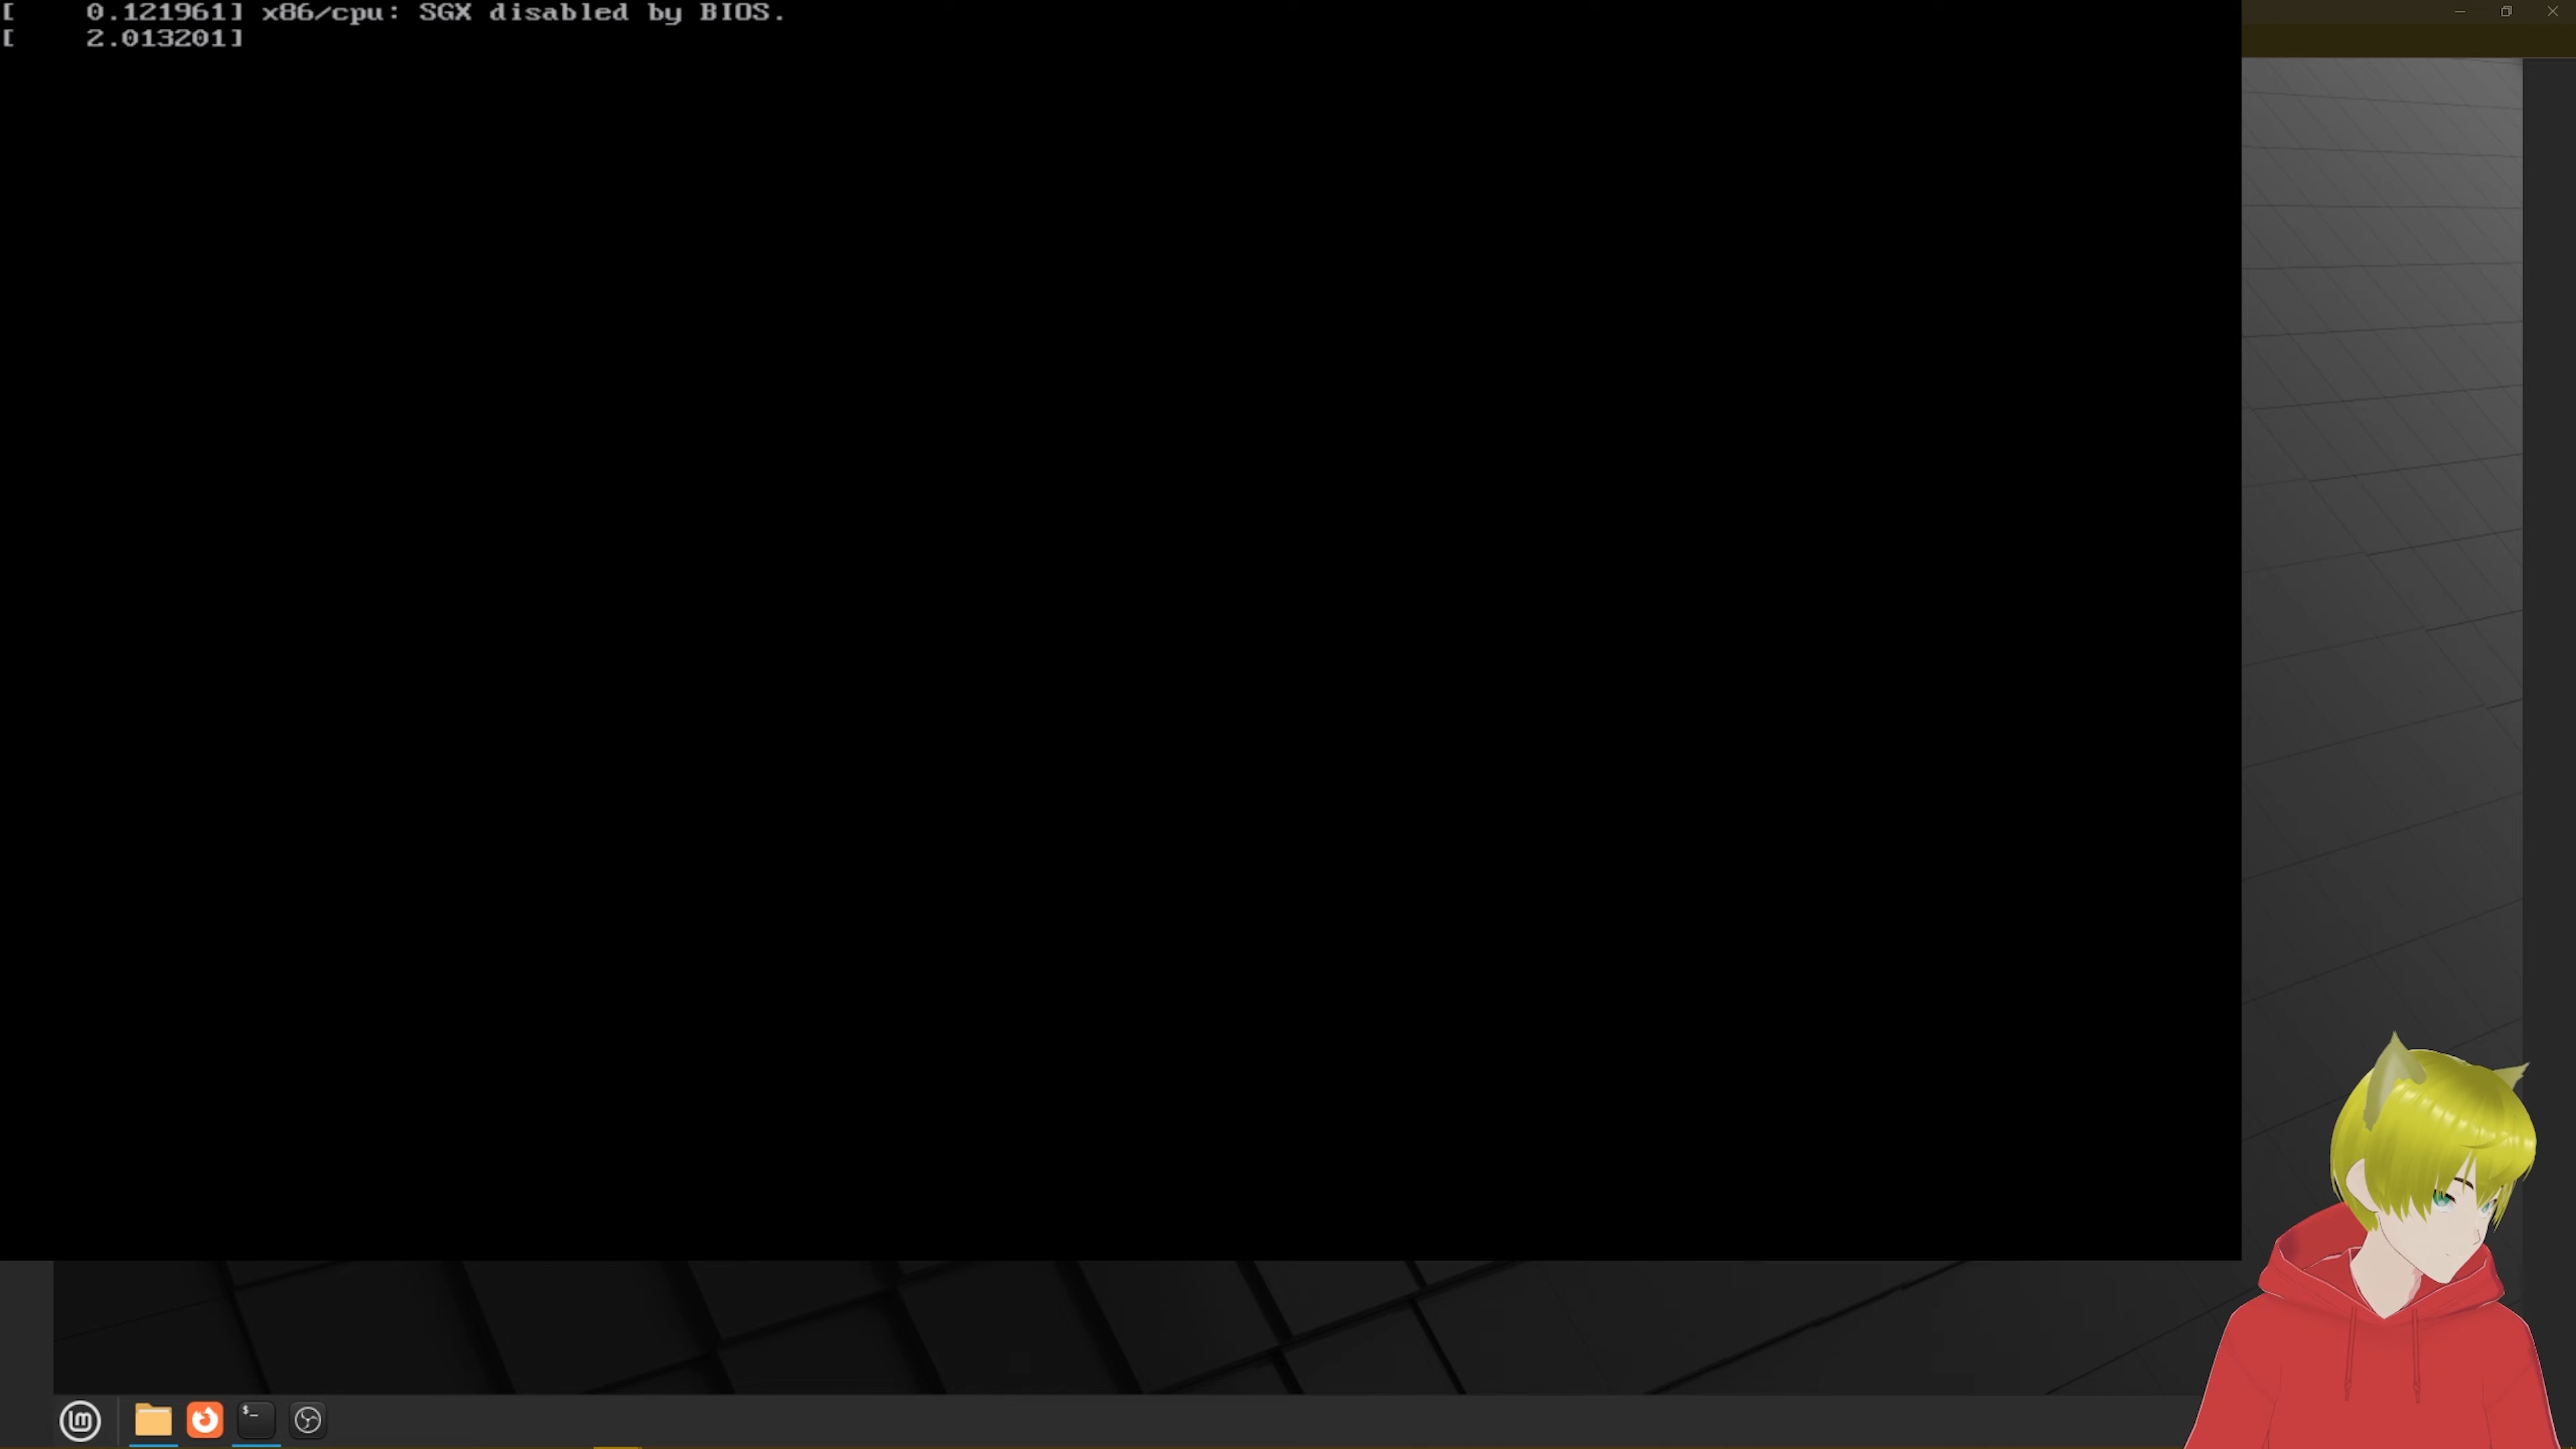 [    0.121961] x86/cpu: SGX disabled by BIOS.
[    2.013201]